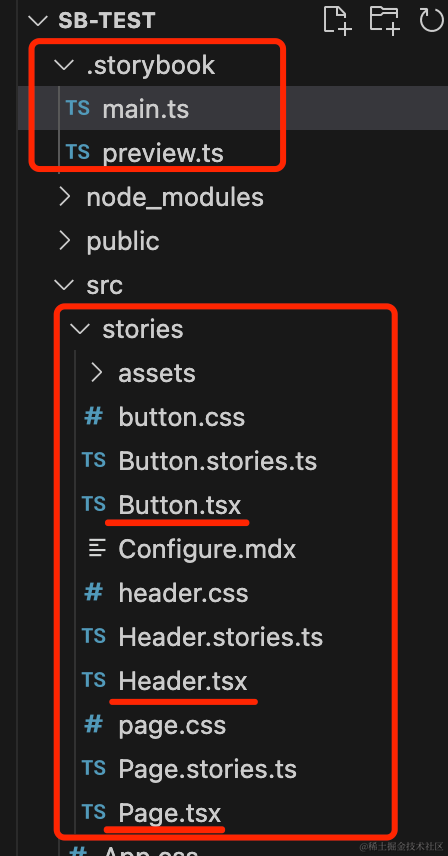 SB-TEST
.storybook
TS main.ts
TS preview.ts
node_modules
public
src
stories
assets
# button.css
TS Button.stories.ts
TS Button.tsx
Configure.mdx
# header.css
TS Header.stories.ts
TS Header.tsx
# page.css
TS Page.stories.ts
TS Page.tsx
# App.css
@稀土掘金技术社区